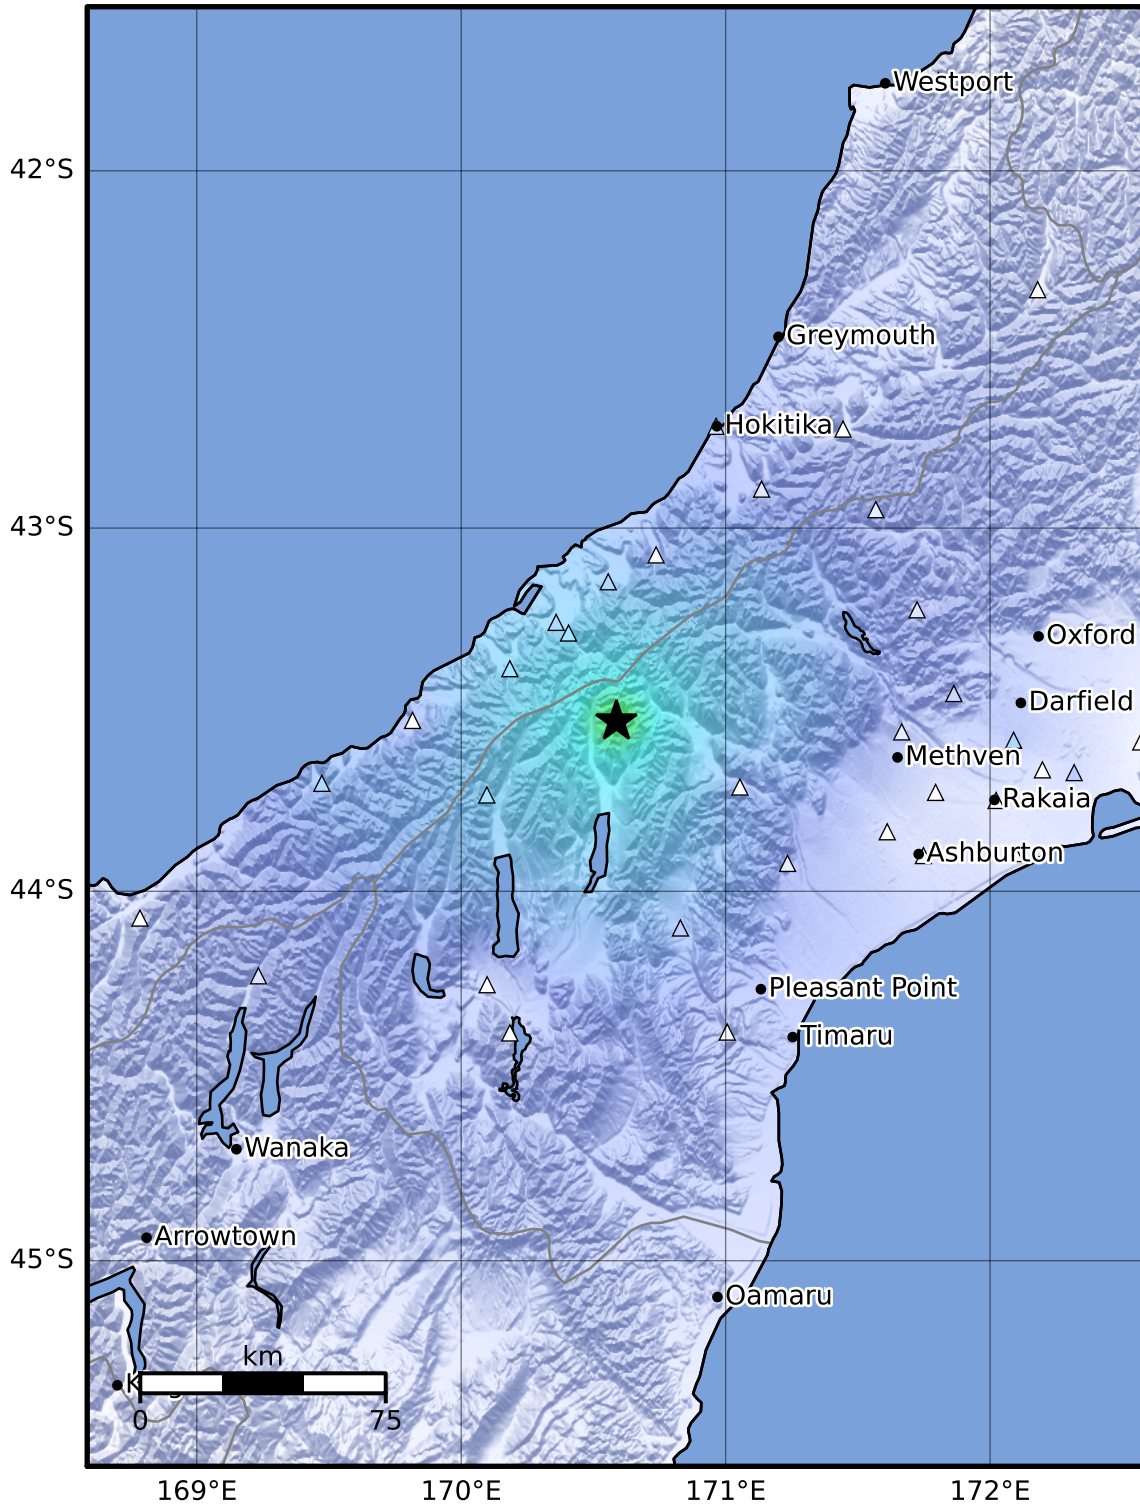 Westport
42°S
Greymouth
Hokitika
43°S
Oxford
Darfield
Methven
Rakaia
Ashburton
44°S
Pleasant Point
Timaru
Wanaka
Arrowtown
45°S
Oamaru
km
0 75
169°E 170°E 171°E 172°E